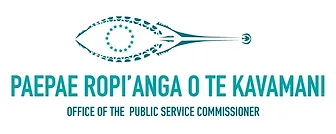 PAEPAE ROPI'ANGA O TE KAVAMANI
OFFICE OF THE PUBLIC SERVICE COMMISSIONER